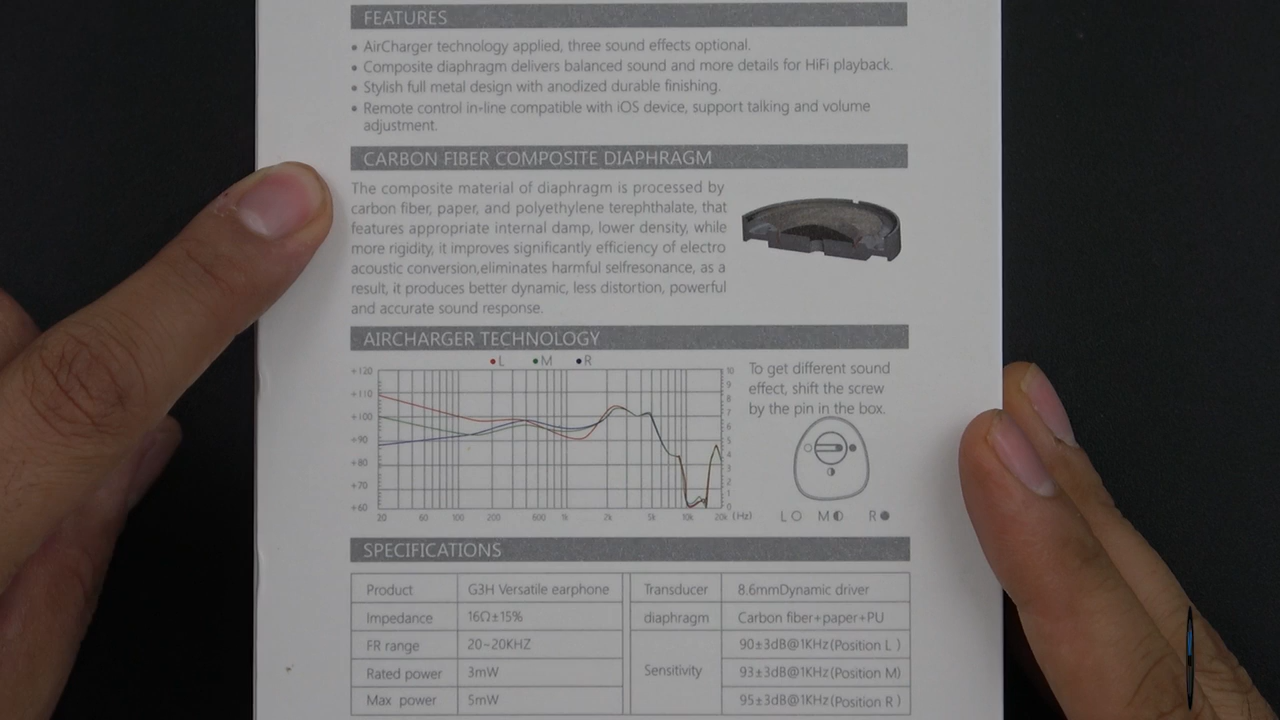 FEATURES
• AirCharger technology applied, three sound effects optional.
• Composite diaphragm delivers balanced sound and more details for HiFi playback.
• Stylish full metal design with anodized durable finishing.
• Remote control in-line compatible with iOS device, support talking and volume
adjustment.
CARBON FIBER COMPOSITE DIAPHRAGM
The composite material of diaphragm is processed by
carbon fiber, paper, and polyethylene terephthalate, that
features appropriate internal damp, lower density, while
more rigidity, it improves significantly efficiency of electro
acoustic conversion,eliminates harmful selfresonance, as a
result, it produces better dynamic, less distortion, powerful
and accurate sound response.
AIRCHARGER TECHNOLOGY
L M R
+120
+110
+100
+90
+80
+70
+60
10
9
8
7
6
5
4
3
2
1
0
20 60 100 200 600 1k 2k 5k 10k 20k (Hz)
To get different sound
effect, shift the screw
by the pin in the box.
L M R
SPECIFICATIONS
Product G3H Versatile earphone Transducer 8.6mmDynamic driver
Impedance 16Ω±15% diaphragm Carbon fiber+paper+PU
FR range 20~20KHZ Sensitivity 90±3dB@1KHz(Position L )
Rated power 3mW 93±3dB@1KHz(Position M)
Max power 5mW 95±3dB@1KHz(Position R )